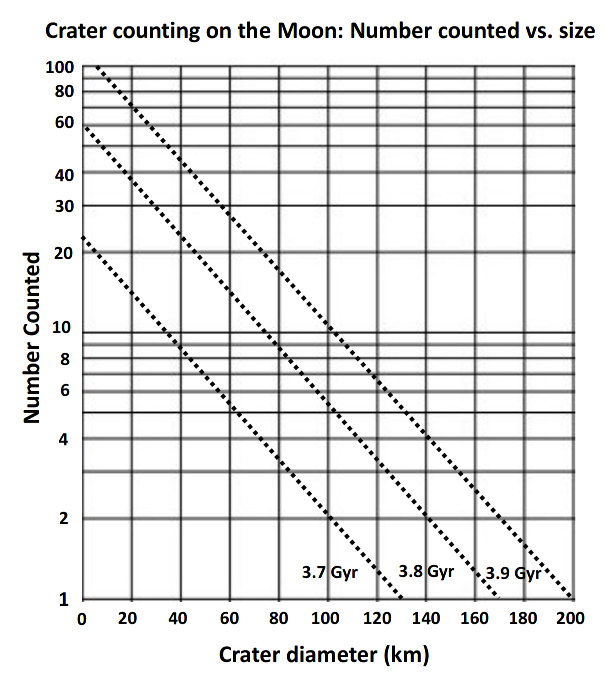 Crater counting on the Moon: Number counted vs. size
100
80
60
40
30
20
10
8
6
4
2
1
Number Counted
3.7 Gyr 3.8 Gyr 3.9 Gyr
0 20 40 60 80 100 120 140 160 180 200
Crater diameter (km)